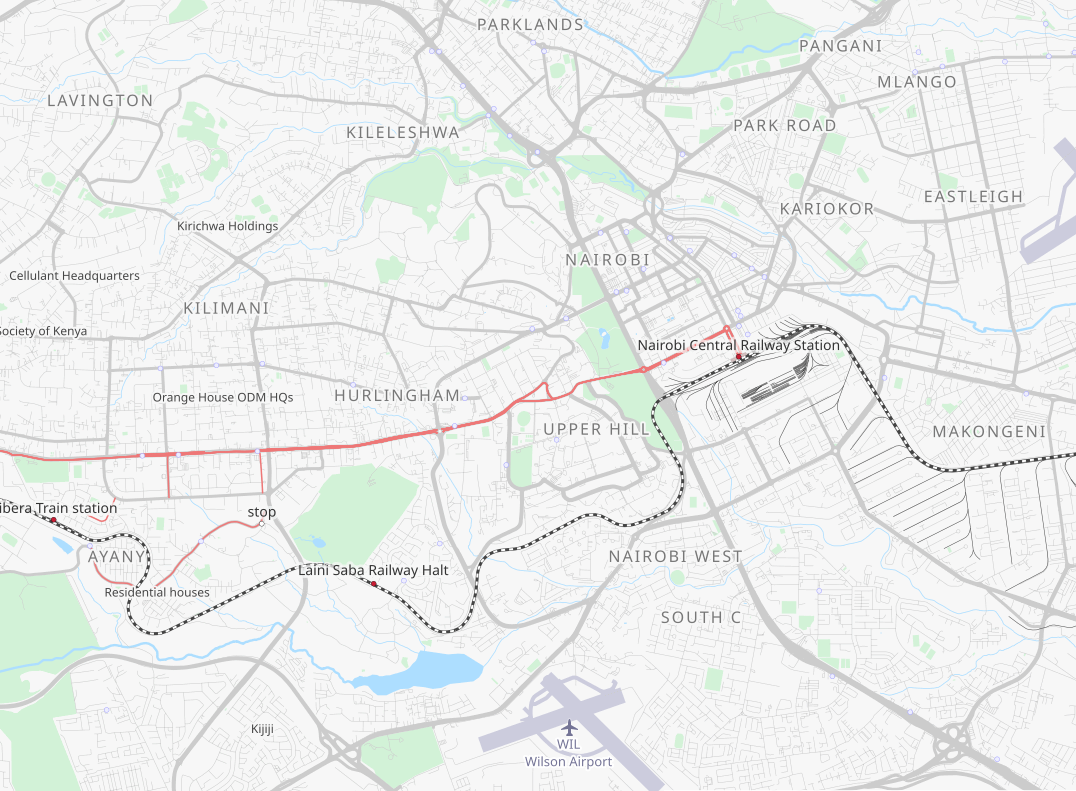 PARKLANDS
PANGANI
MLANGO
LAVINGTON
KILELESHWA
PARK ROAD
EASTLEIGH
KARIOKOR
Kirichwa Holdings
NAIROBI
Cellulant Headquarters
KILIMANI
Society of Kenya
Nairobi Central Railway Station
Orange House ODM HQs
HURLINGHAM
UPPER HILL
MAKONGENI
ibera Train station
stop
AYANY
NAIROBI WEST
Laini Saba Railway Halt
Residential houses
SOUTH C
Kijiji
WIL
Wilson Airport